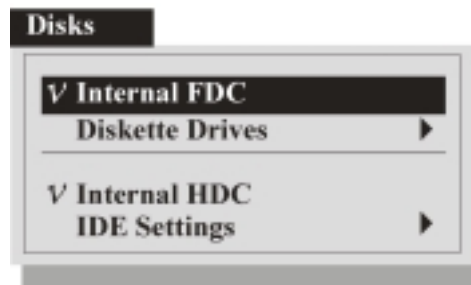 Disks
ν Internal FDC
Diskette Drives
ν Internal HDC
IDE Settings